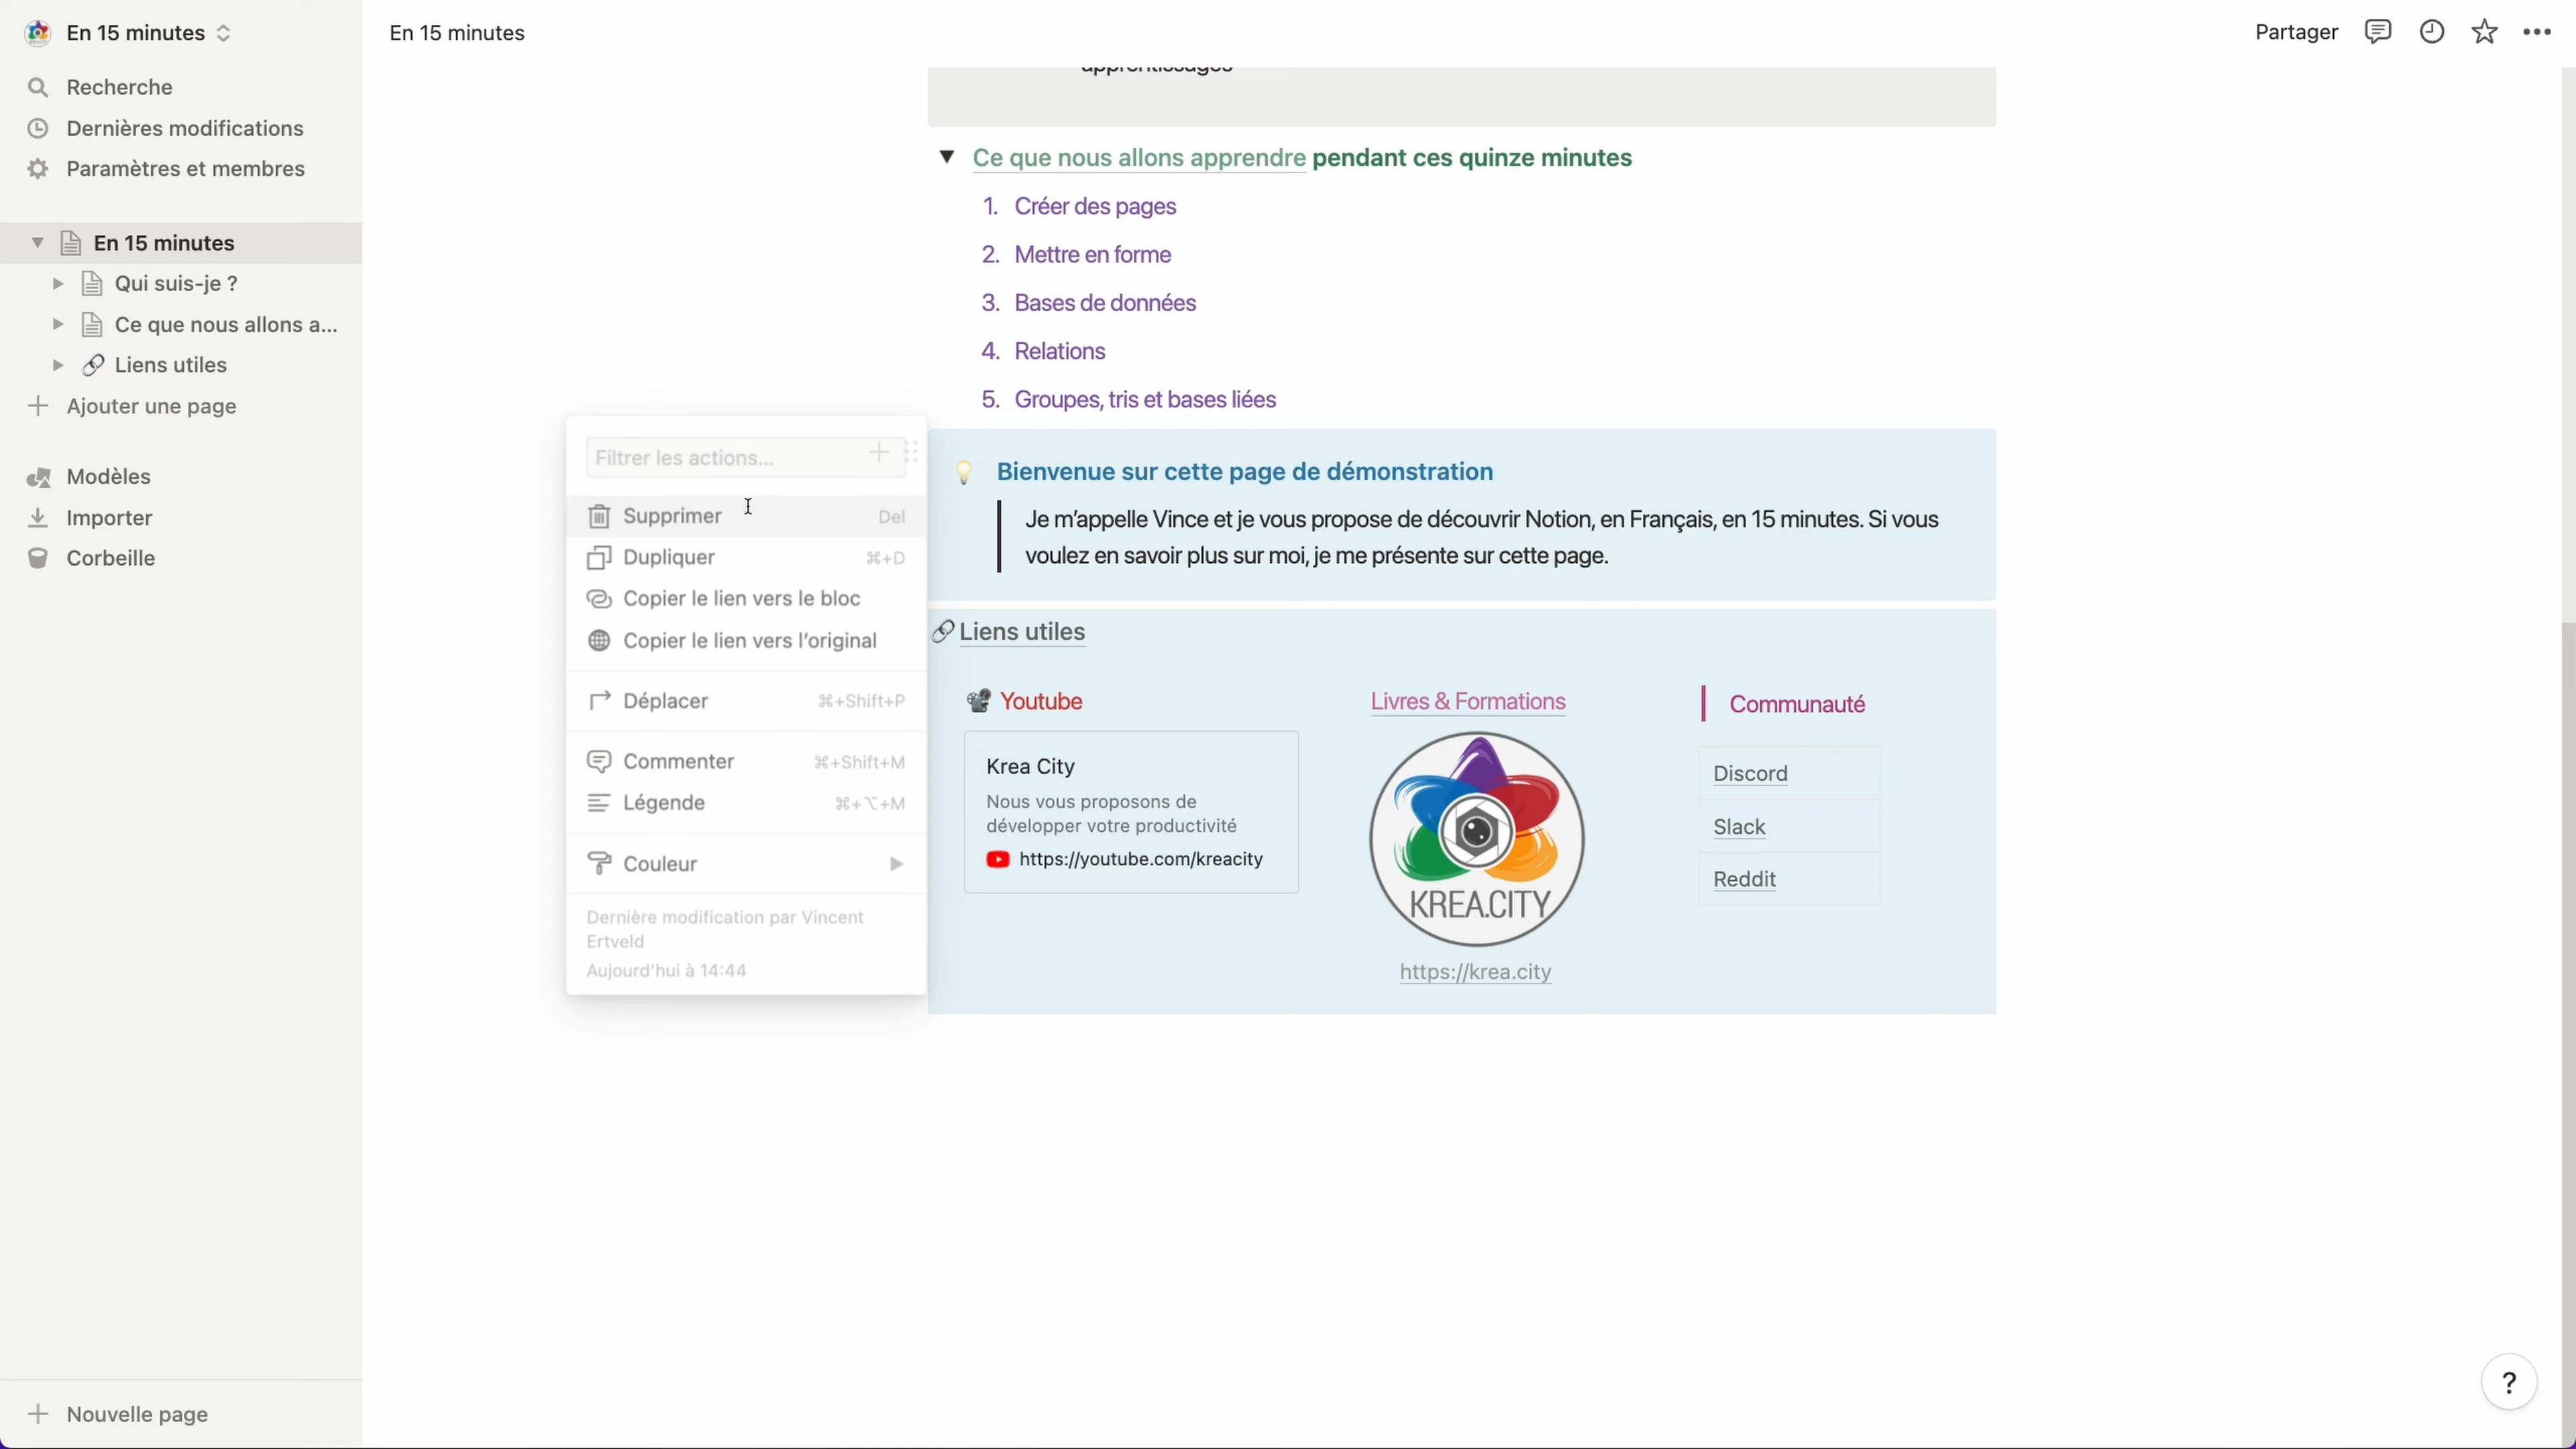 En 15 minutes
Recherche
Dernières modifications
Paramètres et membres
En 15 minutes
Qui suis-je ?
Ce que nous allons a...
Liens utiles
Ajouter une page
Modèles
Importer
Corbeille
Nouvelle page
En 15 minutes
Partager
apprentissages
Ce que nous allons apprendre pendant ces quinze minutes
1. Créer des pages
2. Mettre en forme
3. Bases de données
4. Relations
5. Groupes, tris et bases liées
Filtrer les actions...
Supprimer Del
Dupliquer ⌘+D
Copier le lien vers le bloc
Copier le lien vers l'original
Déplacer ⌘+Shift+P
Commenter ⌘+Shift+M
Légende ⌘+⌥+M
Couleur
Dernière modification par Vincent
Ertveld
Aujourd'hui à 14:44
Bienvenue sur cette page de démonstration
Je m'appelle Vince et je vous propose de découvrir Notion, en Français, en 15 minutes. Si vous
voulez en savoir plus sur moi, je me présente sur cette page.
Liens utiles
Youtube
Krea City
Nous vous proposons de
développer votre productivité
https://youtube.com/kreacity
Livres & Formations
KREA.CITY
https://krea.city
Communauté
Discord
Slack
Reddit
?